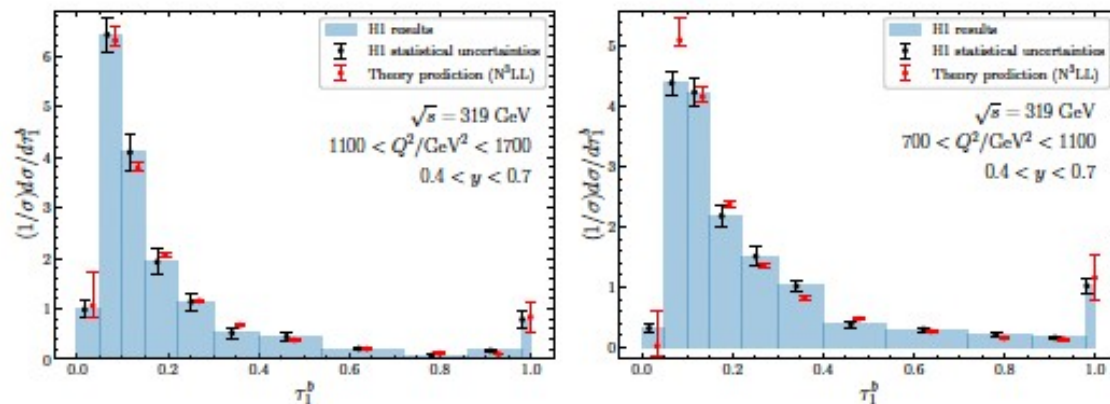 H1 results
H1 statistical uncertainties
Theory prediction (N³LL)
√s = 319 GeV
1100 < Q²/GeV² < 1700
0.4 < y < 0.7
(1/σ)dσ/dτ₁ᵇ
6
5
4
3
2
1
0
0.0 0.2 0.4 0.6 0.8 1.0
τ₁ᵇ
H1 results
H1 statistical uncertainties
Theory prediction (N³LL)
√s = 319 GeV
700 < Q²/GeV² < 1100
0.4 < y < 0.7
(1/σ)dσ/dτ₁ᵇ
5
4
3
2
1
0
0.0 0.2 0.4 0.6 0.8 1.0
τ₁ᵇ